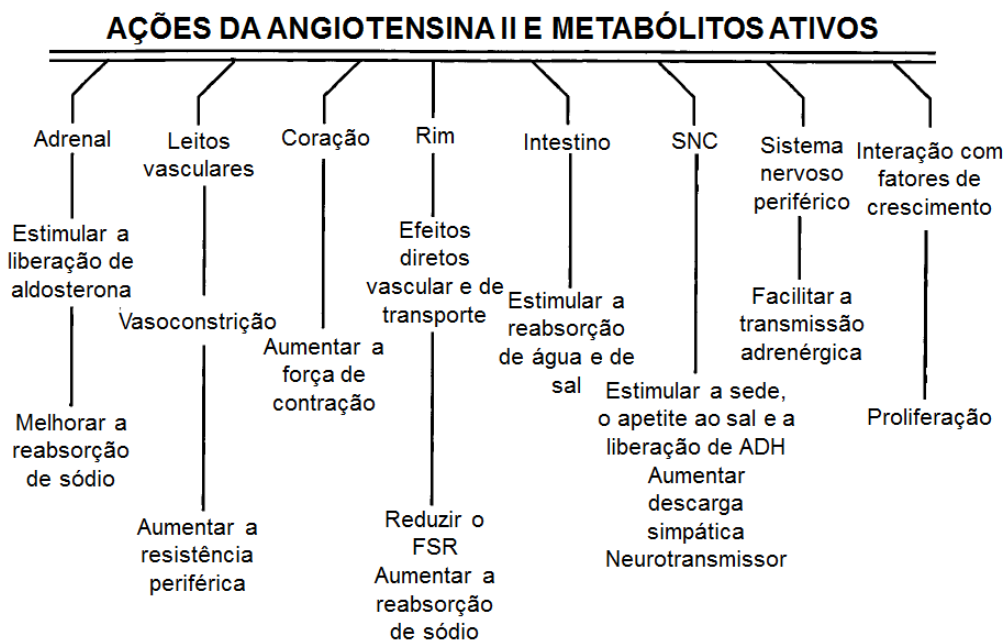 AÇÕES DA ANGIOTENSINA II E METABÓLITOS ATIVOS
Adrenal
Estimular a
liberação de
aldosterona
Melhorar a
reabsorção
de sódio
Leitos
vasculares
Vasoconstrição
Aumentar a
resistência
periférica
Coração
Aumentar a
força de
contração
Rim
Efeitos
diretos
vascular e de
transporte
Reduzir o
FSR
Aumentar a
reabsorção
de sódio
Intestino
Estimular a
reabsorção
de água e de
sal
SNC
Estimular a sede,
o apetite ao sal e a
liberação de ADH
Aumentar
descarga
simpática
Neurotransmissor
Sistema
nervoso
periférico
Facilitar a
transmissão
adrenérgica
Interação com
fatores de
crescimento
Proliferação